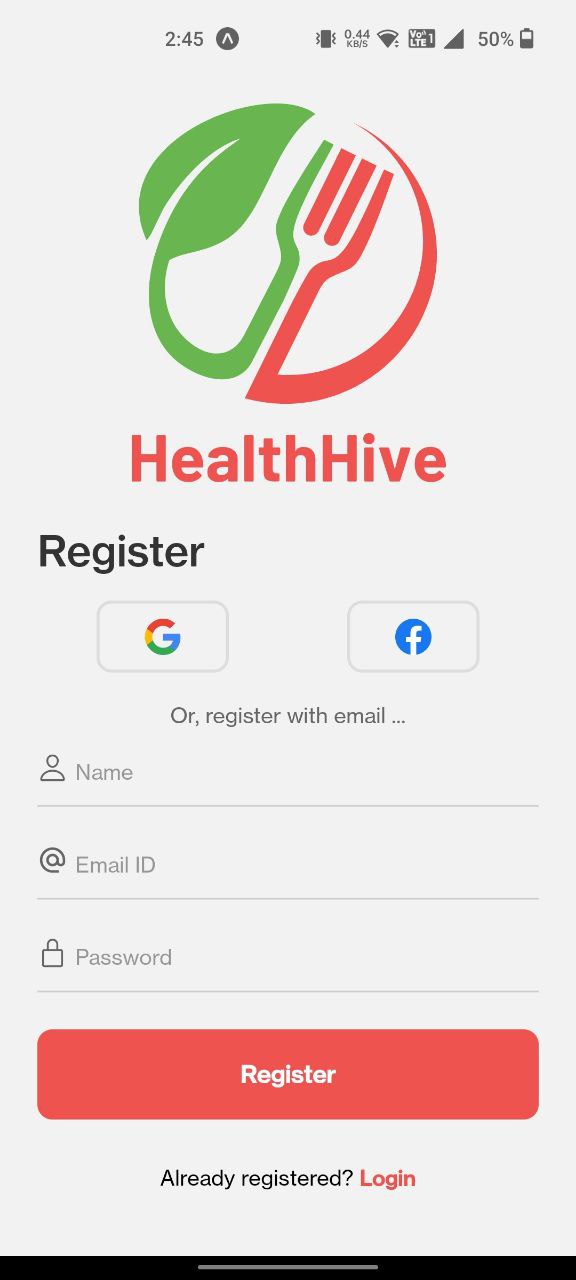 2:45 0.44 KB/S Vo LTE 1 50%
HealthHive
Register
Or, register with email ...
Name
Email ID
Password
Register
Already registered? Login